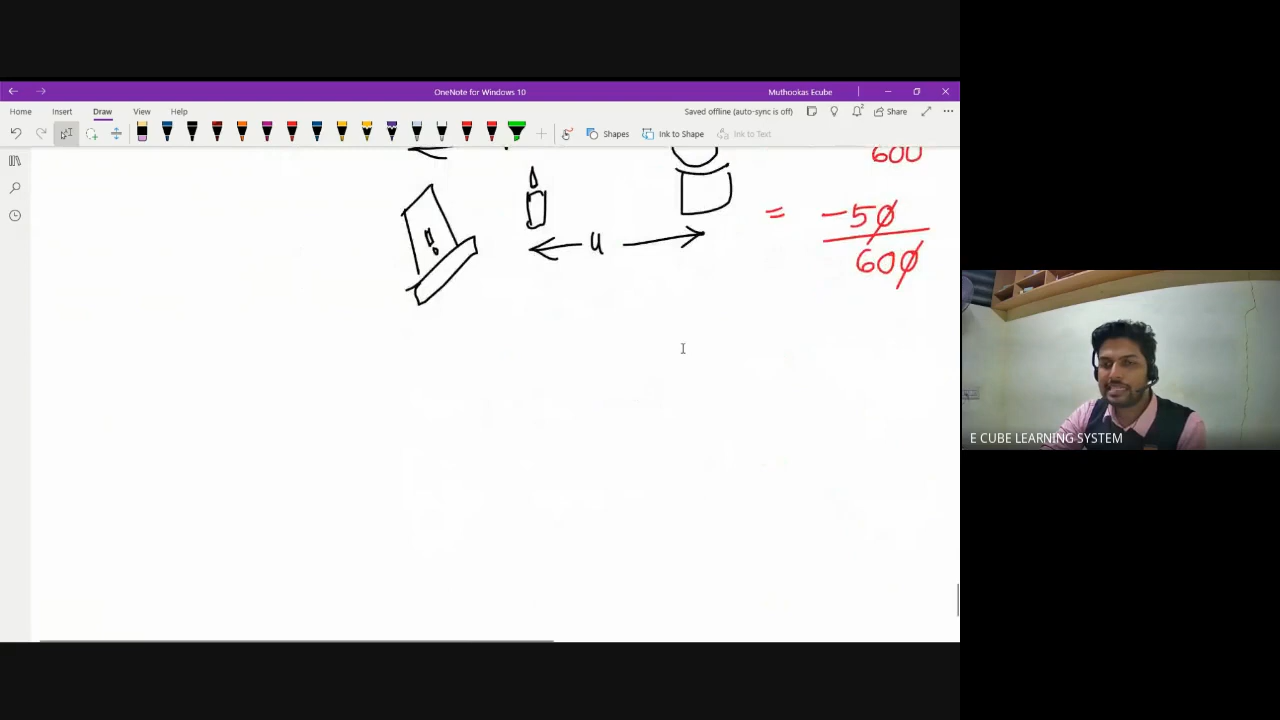 OneNote for Windows 10
Muthookas Ecube
Home Insert Draw View Help
Saved offline (auto-sync is off)
2
Share
Shapes
Ink to Shape
Ink to Text
600
u
= -50
600
E CUBE LEARNING SYSTEM